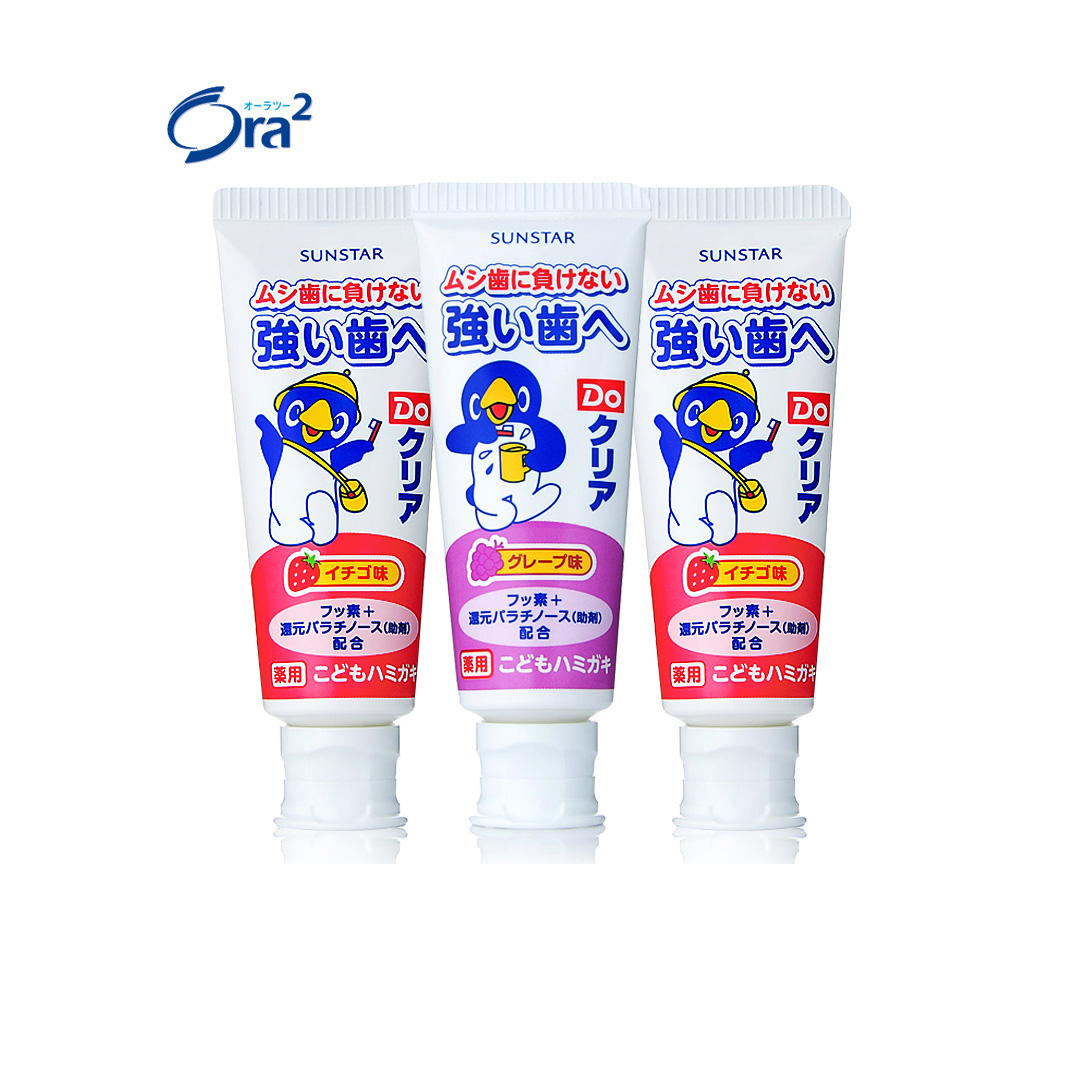 オーラツー
Ora2
SUNSTAR
ムシ歯に負けない
強い歯へ
Do
クリア
イチゴ味
フッ素+
還元パラチノース(助剤)
配合
薬用 こどもハミガキ
SUNSTAR
ムシ歯に負けない
強い歯へ
Do
クリア
グレープ味
フッ素+
還元パラチノース(助剤)
配合
薬用 こどもハミガキ
SUNSTAR
ムシ歯に負けない
強い歯へ
Do
クリア
イチゴ味
フッ素+
還元パラチノース(助剤)
配合
薬用 こどもハミガキ